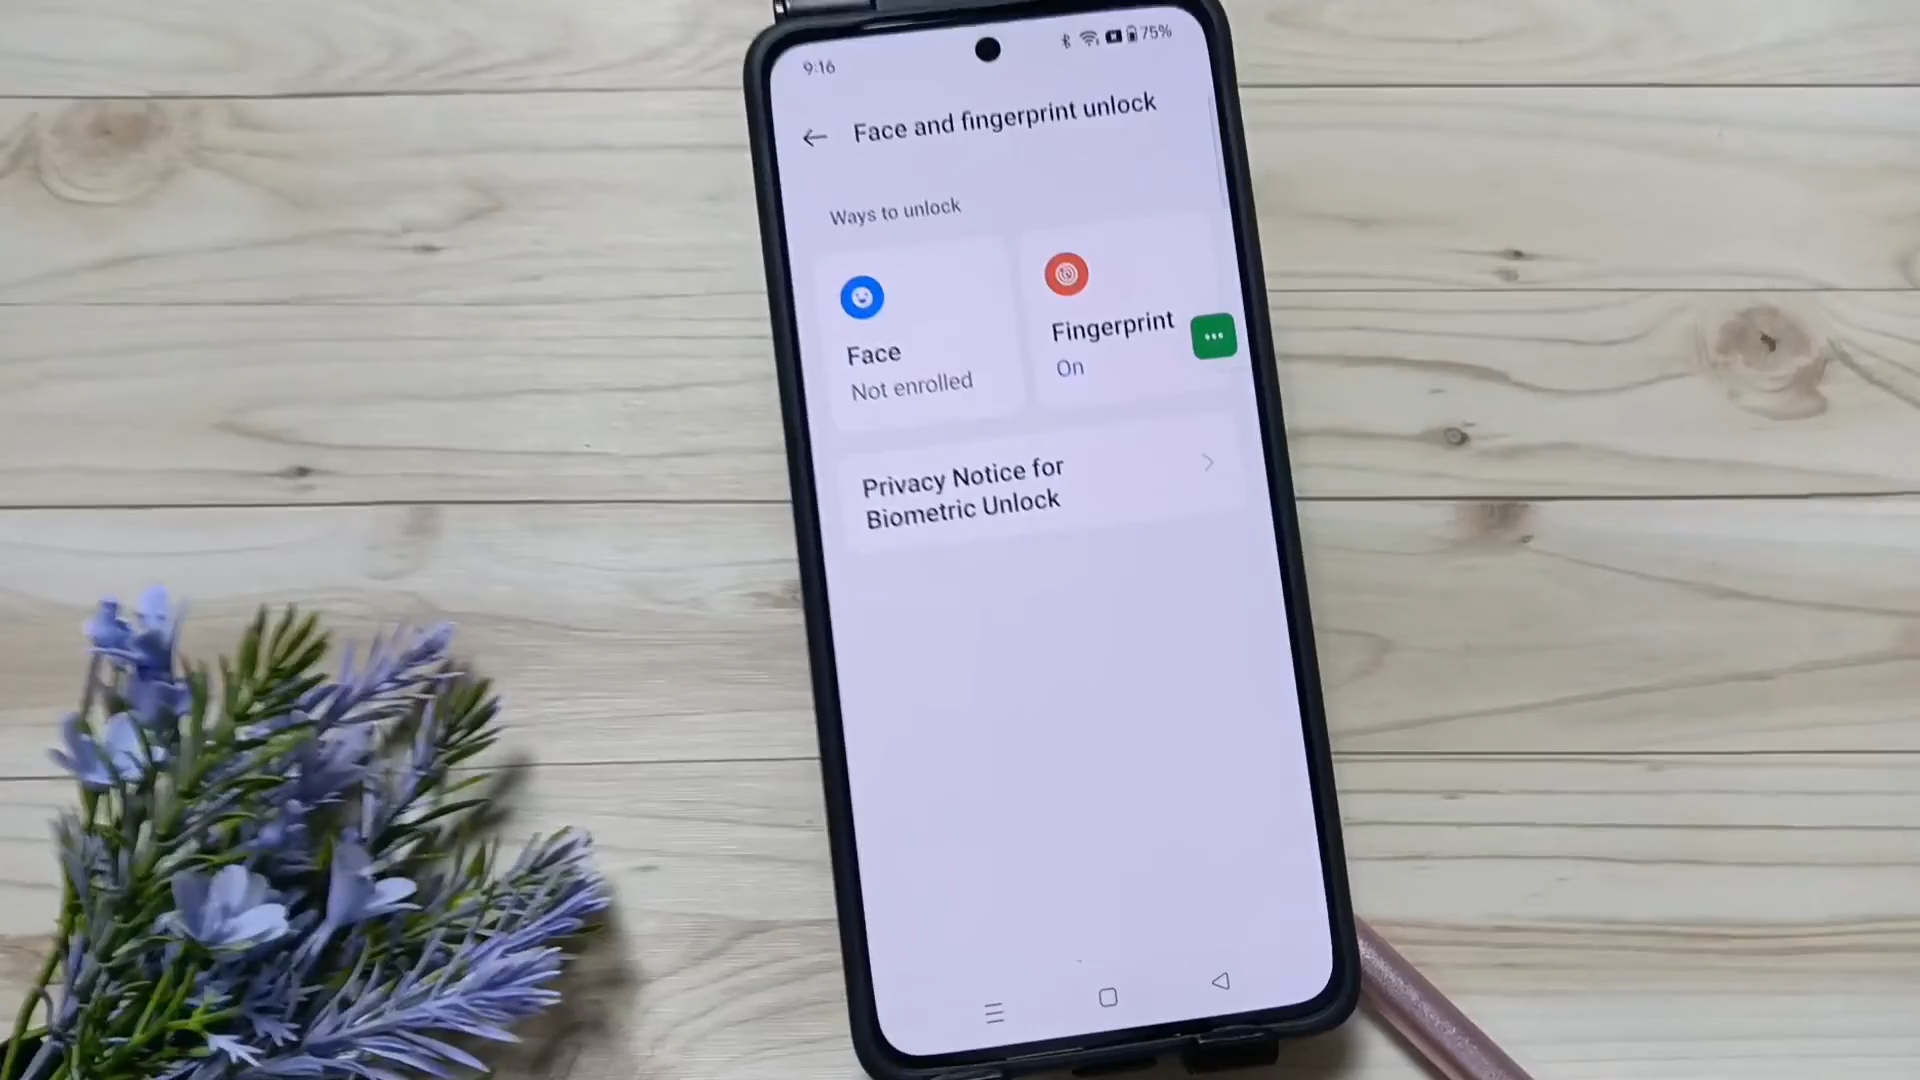 9:16
75%
Face and fingerprint unlock
Ways to unlock
Face
Not enrolled
Fingerprint
On
Privacy Notice for
Biometric Unlock